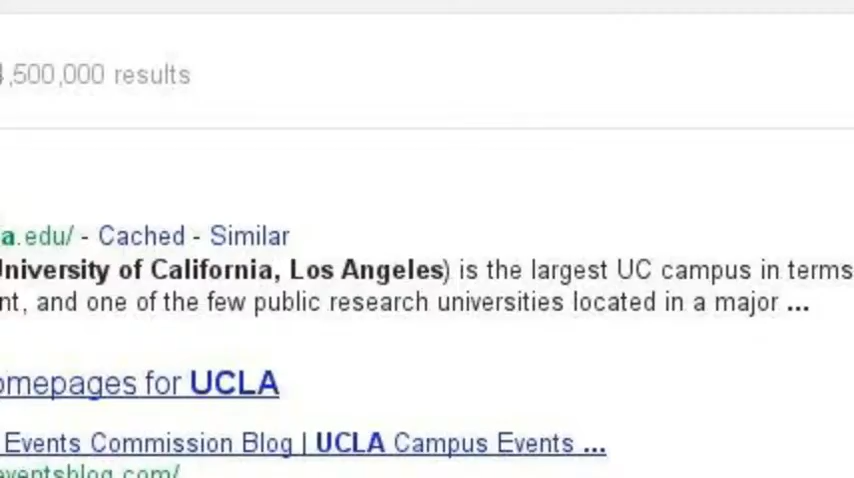 ,500,000 results
a.edu/ - Cached - Similar
University of California, Los Angeles) is the largest UC campus in terms
nt, and one of the few public research universities located in a major ...
omepages for UCLA
Events Commission Blog | UCLA Campus Events ...
eventsblog.com/